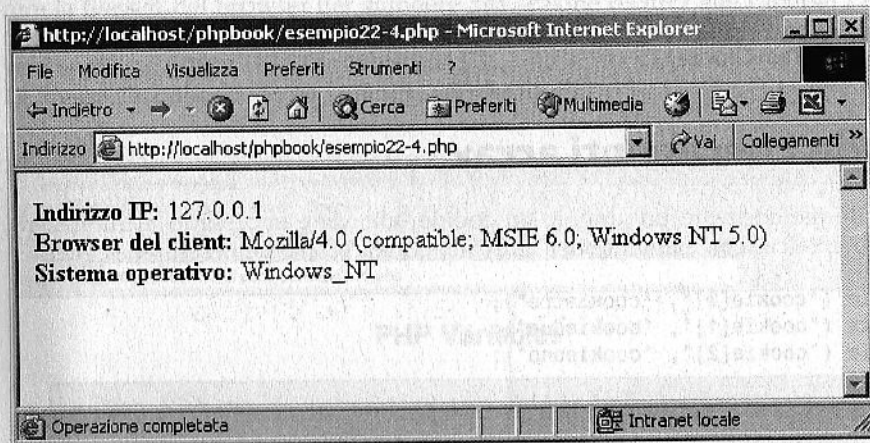 http://localhost/phpbook/esempio22-4.php - Microsoft Internet Explorer
File Modifica Visualizza Preferiti Strumenti ?
Indietro Cerca Preferiti Multimedia
Indirizzo http://localhost/phpbook/esempio22-4.php Vai Collegamenti »
Indirizzo IP: 127.0.0.1
Browser del client: Mozilla/4.0 (compatible; MSIE 6.0; Windows NT 5.0)
Sistema operativo: Windows_NT
Operazione completata Intranet locale